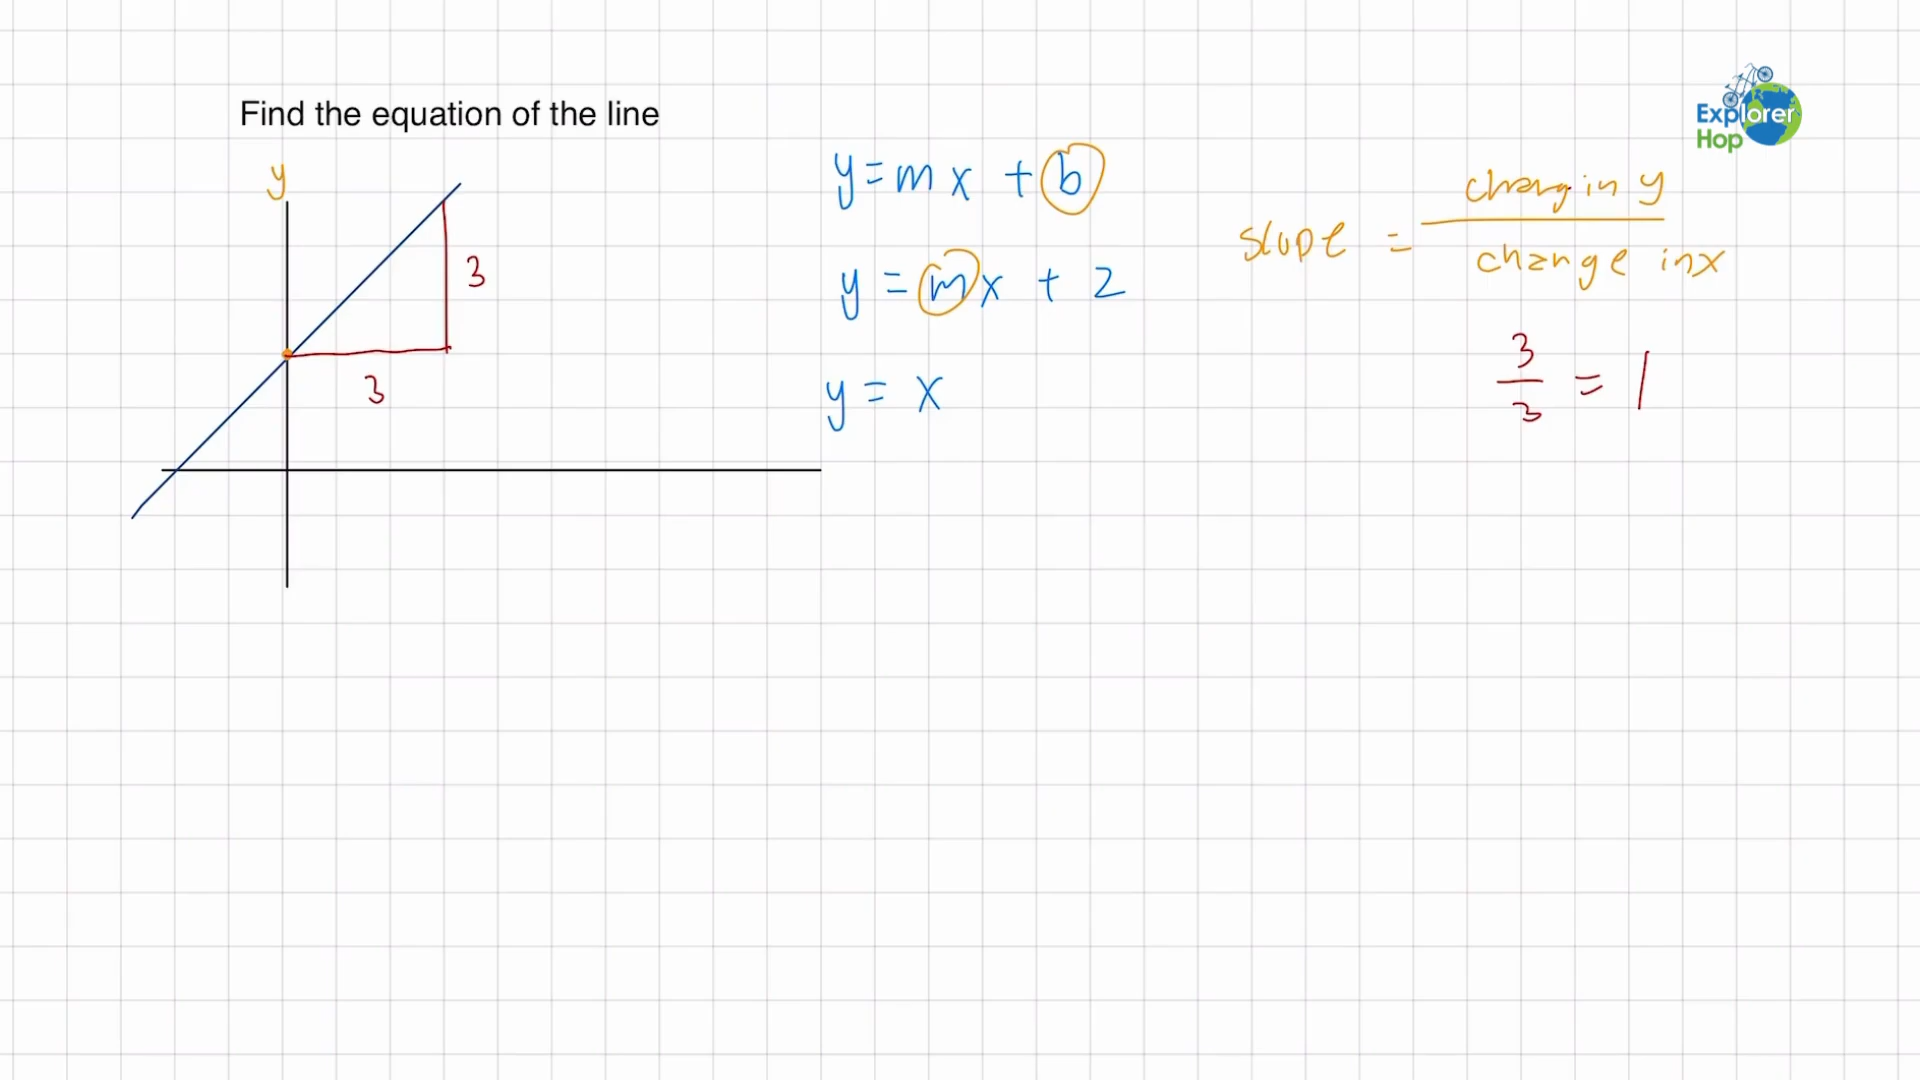 Explorer
Hop
Find the equation of the line
y
3
3
y = mx + b
y = mx + 2
y = x
slope = chang in y
change in x
3
3
= 1